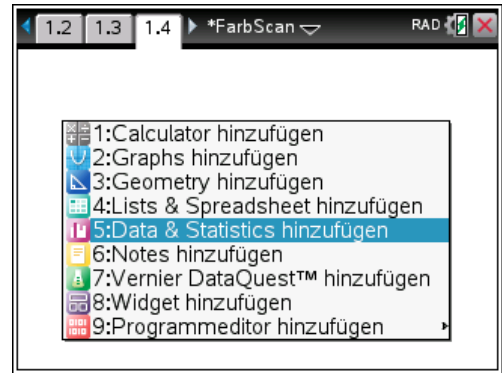 1.2 1.3 1.4 *FarbScan RAD
1:Calculator hinzufügen
2:Graphs hinzufügen
3:Geometry hinzufügen
4:Lists & Spreadsheet hinzufügen
5:Data & Statistics hinzufügen
6:Notes hinzufügen
7:Vernier DataQuest™ hinzufügen
8:Widget hinzufügen
9:Programmeditor hinzufügen